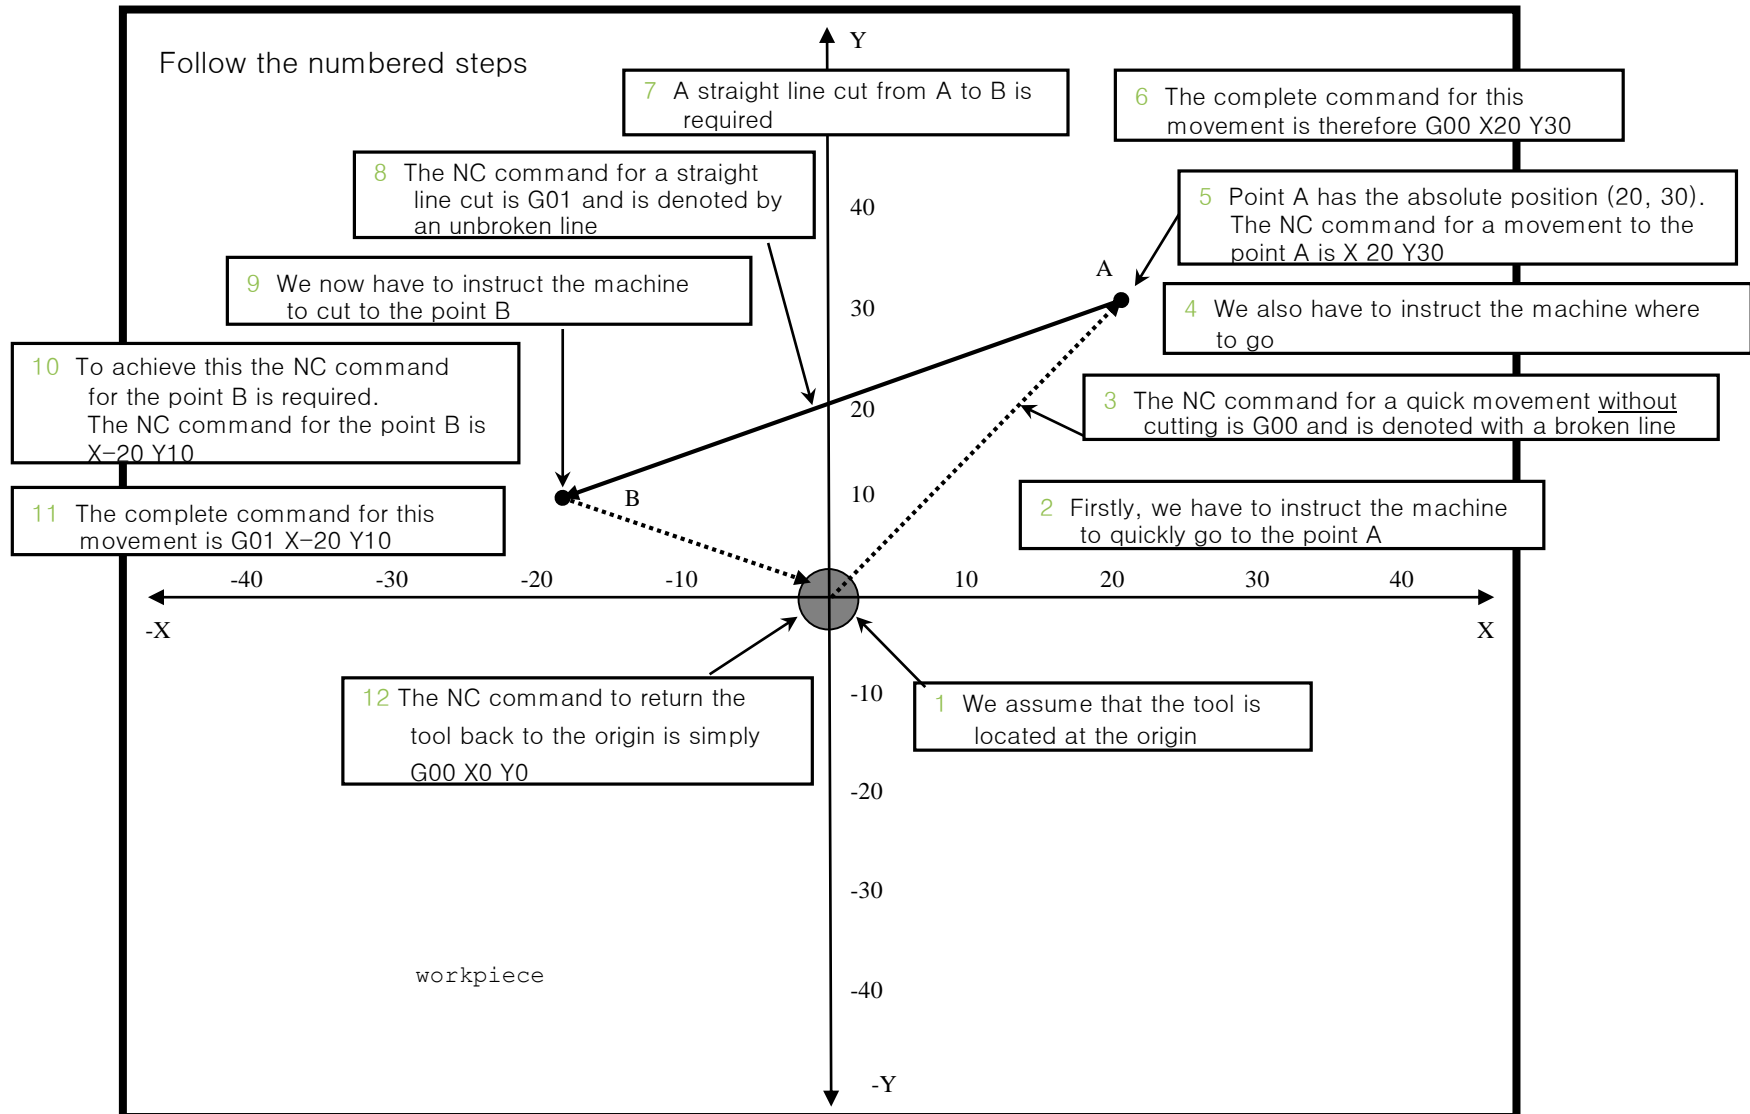 Follow the numbered steps
Y
7 A straight line cut from A to B is
required
6 The complete command for this
movement is therefore G00 X20 Y30
8 The NC command for a straight
line cut is G01 and is denoted by
an unbroken line
40
5 Point A has the absolute position (20, 30).
The NC command for a movement to the
point A is X 20 Y30
A
9 We now have to instruct the machine
to cut to the point B
30
4 We also have to instruct the machine where
to go
10 To achieve this the NC command
for the point B is required.
The NC command for the point B is
X-20 Y10
20
3 The NC command for a quick movement without
cutting is G00 and is denoted with a broken line
B
10
11 The complete command for this
movement is G01 X-20 Y10
2 Firstly, we have to instruct the machine
to quickly go to the point A
-40 -30 -20 -10 10 20 30 40
-X X
12 The NC command to return the
tool back to the origin is simply
G00 X0 Y0
-10
1 We assume that the tool is
located at the origin
-20
-30
workpiece
-40
-Y